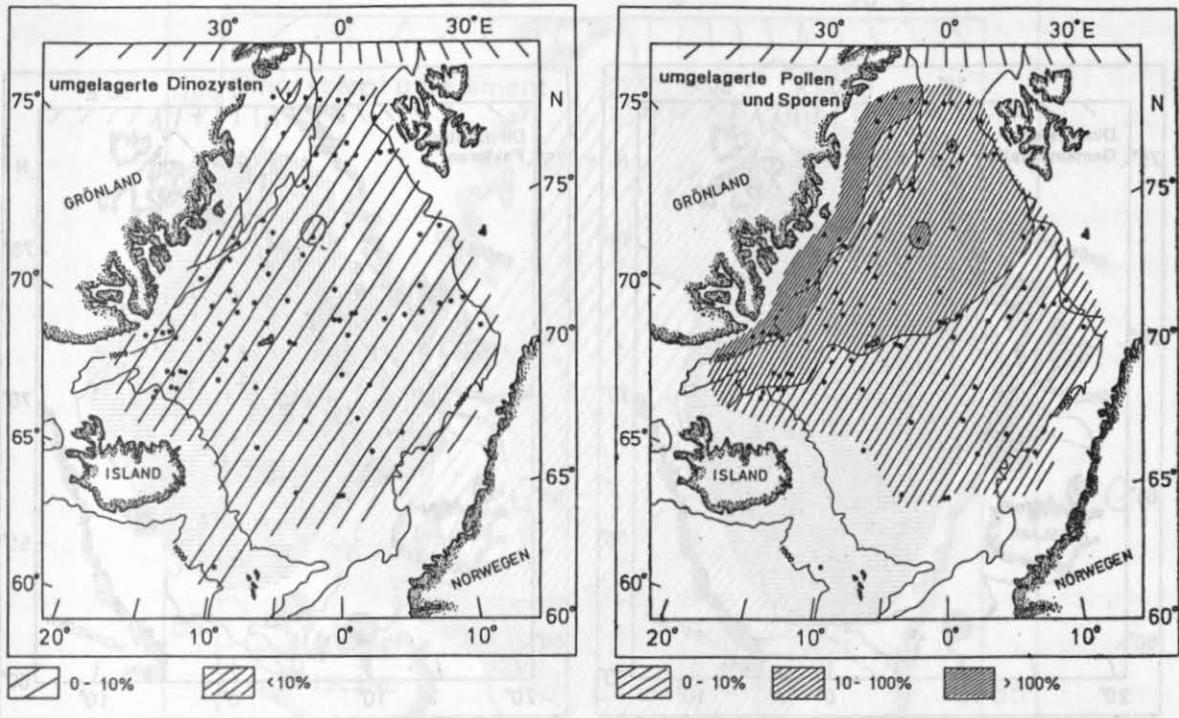 30° 0° 30° E
umgelagerte Dinozysten
75° N
GRÖNLAND
75°
70°
70°
65°
ISLAND
65°
60°
NORWEGEN
60°
20° 10° 0° 10°
0 - 10% <10%
30° 0° 30° E
umgelagerte Pollen
und Sporen
75° N
GRÖNLAND
75°
70°
70°
65°
ISLAND
65°
60°
NORWEGEN
60°
20° 10° 0° 10°
0 - 10% 10- 100% >100%